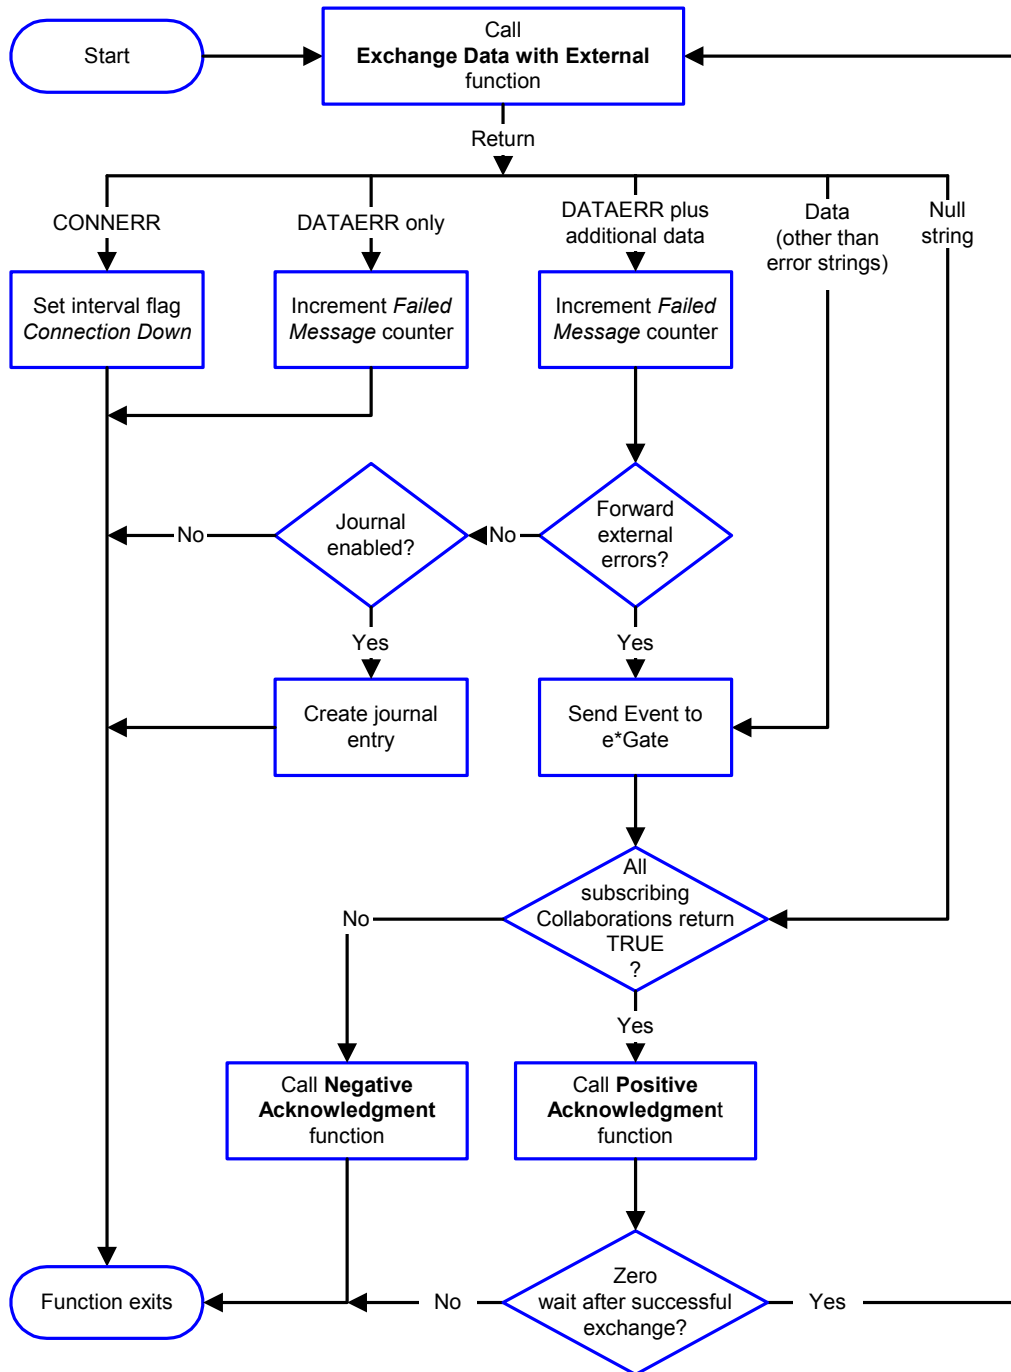 Start
Call
Exchange Data with External
function
Return
CONNERR
DATAERR only
DATAERR plus
additional data
Data
(other than
error strings)
Null
string
Set interval flag
Connection Down
Increment Failed
Message counter
Increment Failed
Message counter
Forward
external
errors?
No
Journal
enabled?
No
Yes
Yes
Create journal
entry
Send Event to
e*Gate
All
subscribing
Collaborations return
TRUE
?
No
Yes
Call Negative
Acknowledgment
function
Call Positive
Acknowledgment
function
Function exits
No
Zero
wait after successful
exchange?
Yes